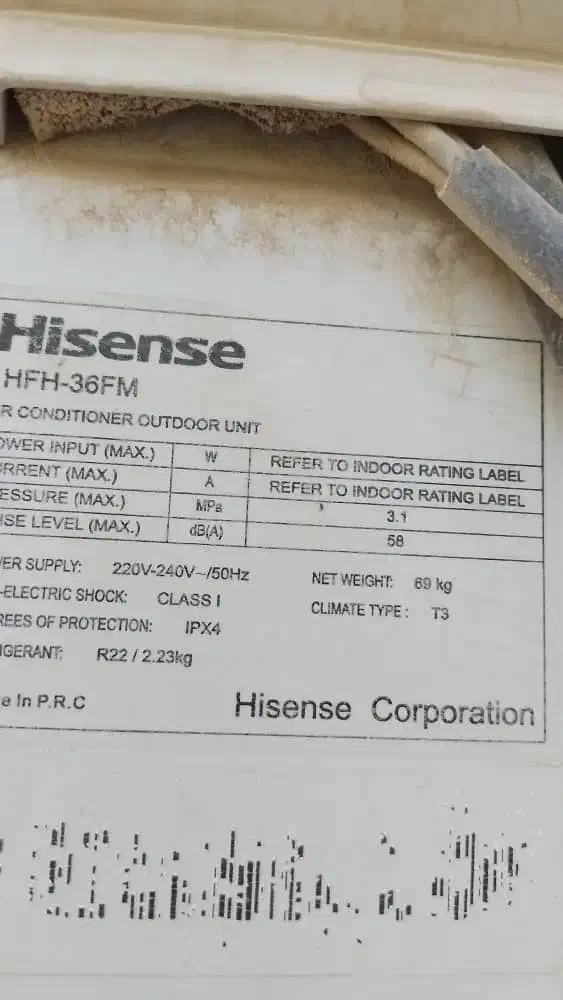 Hisense
HFH-36FM
R CONDITIONER OUTDOOR UNIT
OWER INPUT (MAX.) W REFER TO INDOOR RATING LABEL
RRENT (MAX.) A REFER TO INDOOR RATING LABEL
ESSURE (MAX.) MPa 3.1
ISE LEVEL (MAX.) dB(A) 58
ER SUPPLY: 220V-240V~/50Hz NET WEIGHT: 69 kg
-ELECTRIC SHOCK: CLASS I CLIMATE TYPE : T3
REES OF PROTECTION: IPX4
IGERANT: R22 / 2.23kg
e In P.R.C Hisense Corporation